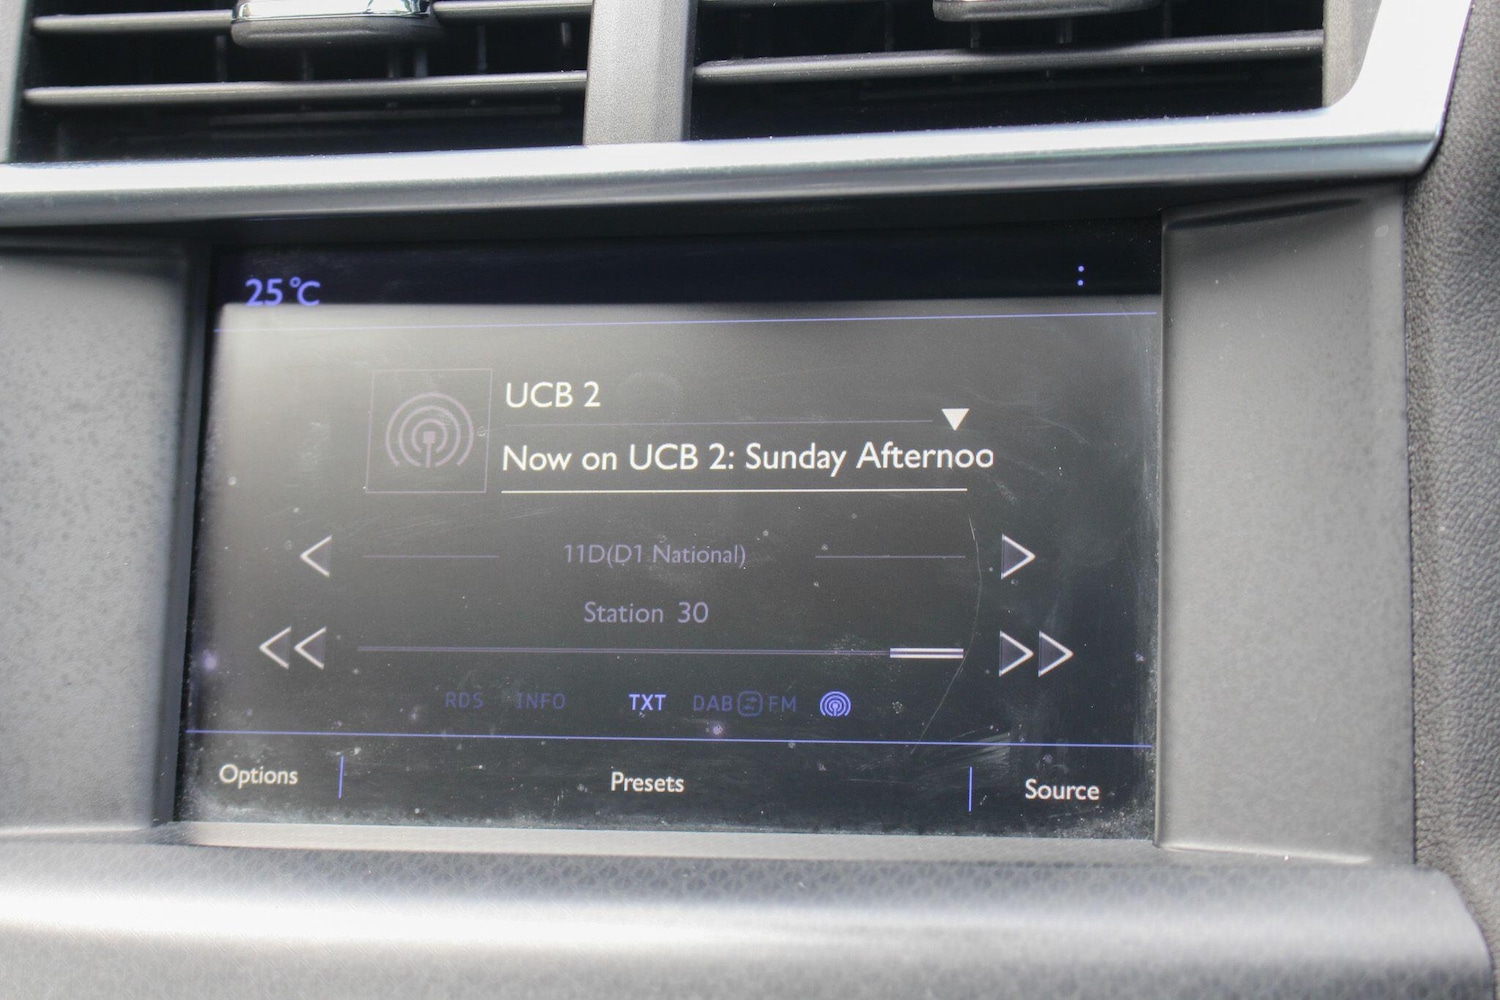 25°C
UCB 2
Now on UCB 2: Sunday Afternoo
11D(D1 National)
Station 30
RDS INFO TXT DAB FM
Options Presets Source